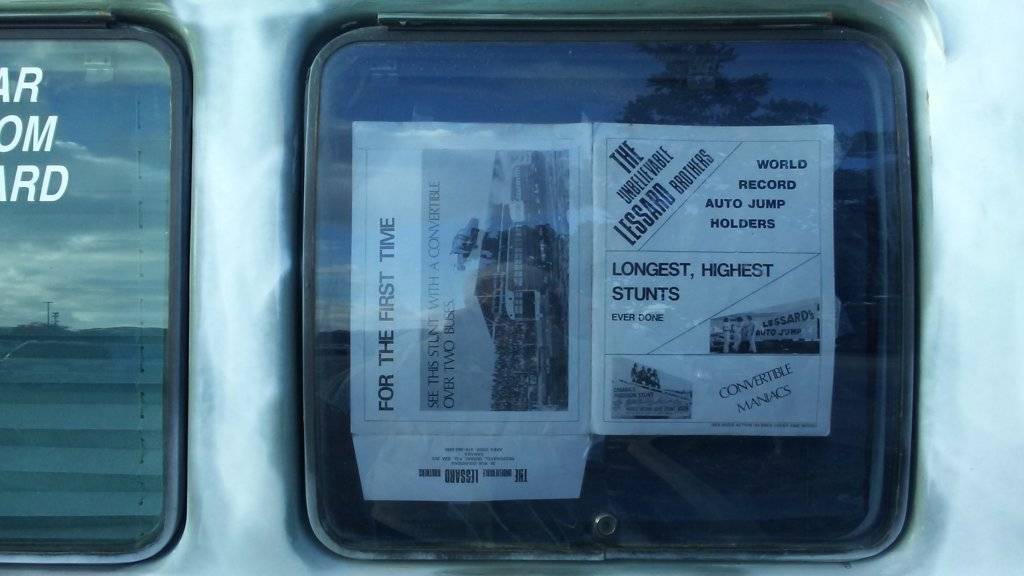 AR
OM
ARD
FOR THE FIRST TIME
SEE THIS STUNT WITH A CONVERTIBLE
OVER TWO BUSES.
THE UNBELIEVABLE LESSARD BROTHERS
THE
UNBELIEVABLE
LESSARD
BROTHERS
WORLD
RECORD
AUTO JUMP
HOLDERS
LONGEST, HIGHEST
STUNTS
EVER DONE
LESSARD'S
AUTO JUMP
CONVERTIBLE
MANIACS